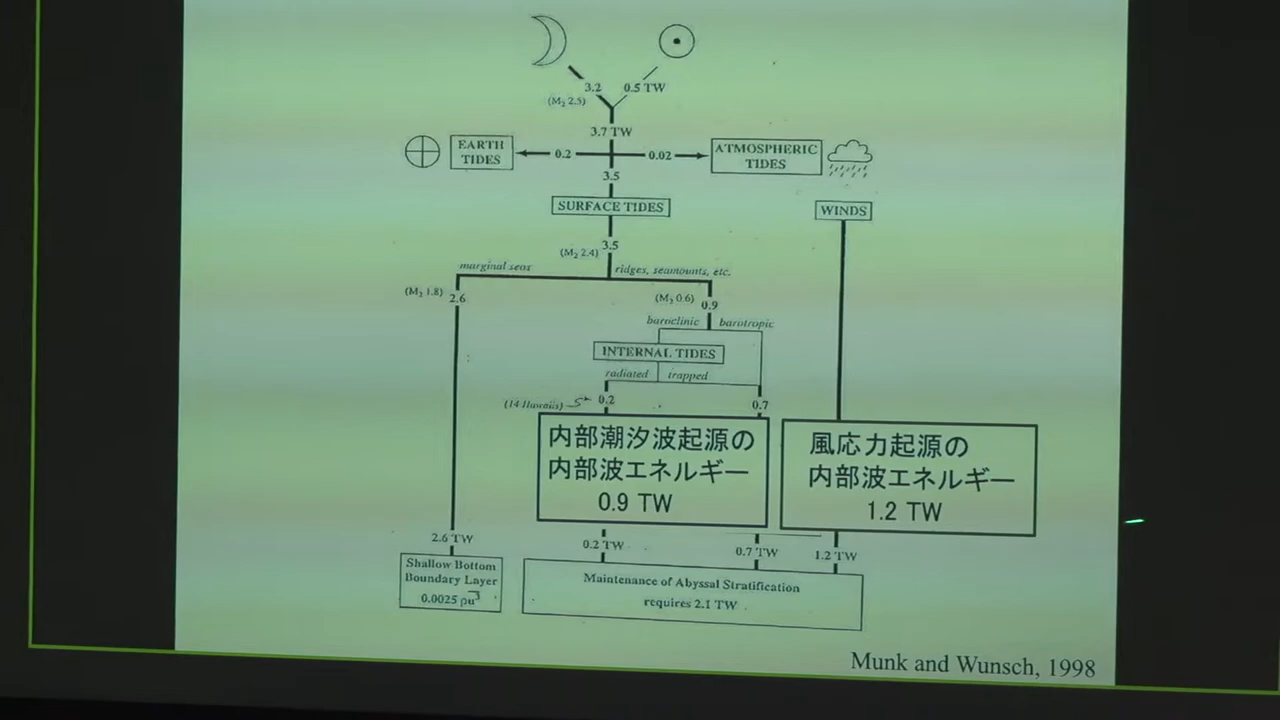 3.2
0.5 TW
(M₂ 2.5)
3.7 TW
EARTH
TIDES
0.2
0.02
ATMOSPHERIC
TIDES
3.5
SURFACE TIDES
WINDS
(M₂ 2.4)
3.5
marginal seas
ridges, seamounts, etc.
(M₂ 1.8)
2.6
(M₂ 0.6)
0.9
baroclinic
barotropic
INTERNAL TIDES
radiated
trapped
(14 Hawaiis)
0.2
0.7
内部潮汐波起源の
内部波エネルギー
0.9 TW
風応力起源の
内部波エネルギー
1.2 TW
2.6 TW
0.2 TW
0.7 TW
1.2 TW
Shallow Bottom
Boundary Layer
0.0025 ρu³
Maintenance of Abyssal Stratification
requires 2.1 TW
Munk and Wunsch, 1998